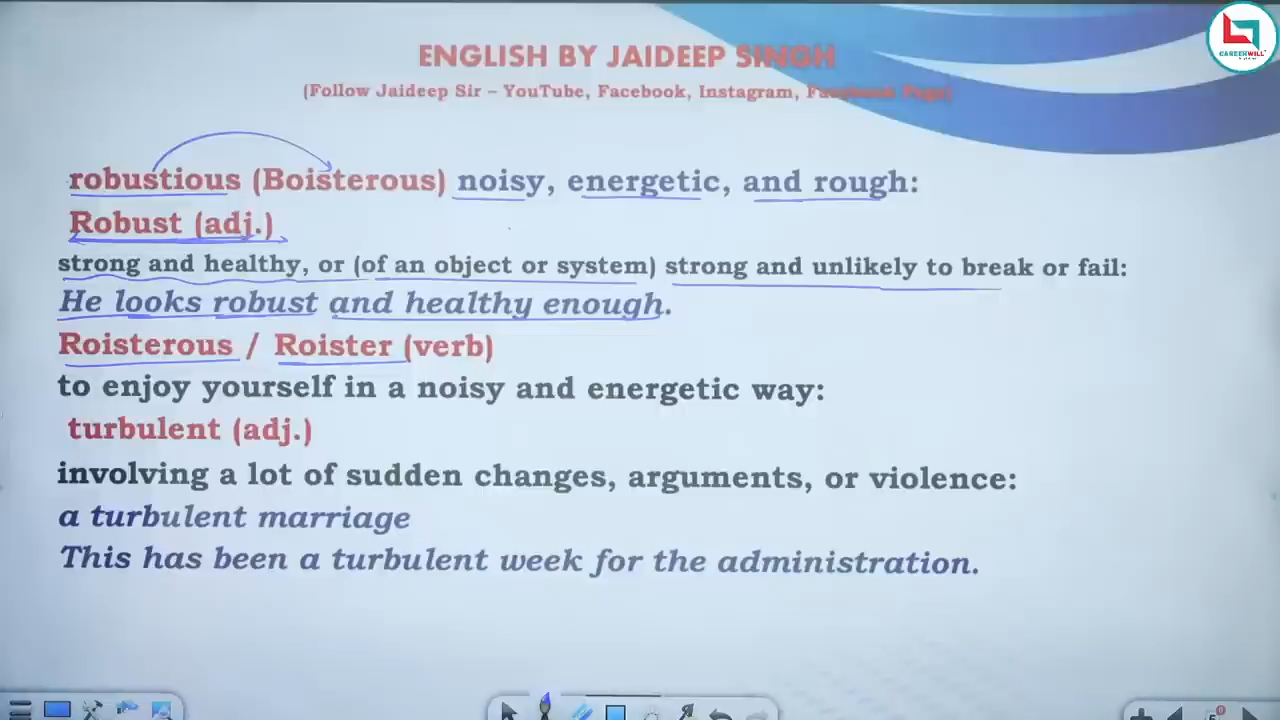 CAREERWILL
ENGLISH BY JAIDEEP SINGH
(Follow Jaideep Sir – YouTube, Facebook, Instagram, Facebook Page)
robustious (Boisterous) noisy, energetic, and rough:
Robust (adj.)
strong and healthy, or (of an object or system) strong and unlikely to break or fail:
He looks robust and healthy enough.
Roisterous / Roister (verb)
to enjoy yourself in a noisy and energetic way:
turbulent (adj.)
involving a lot of sudden changes, arguments, or violence:
a turbulent marriage
This has been a turbulent week for the administration.